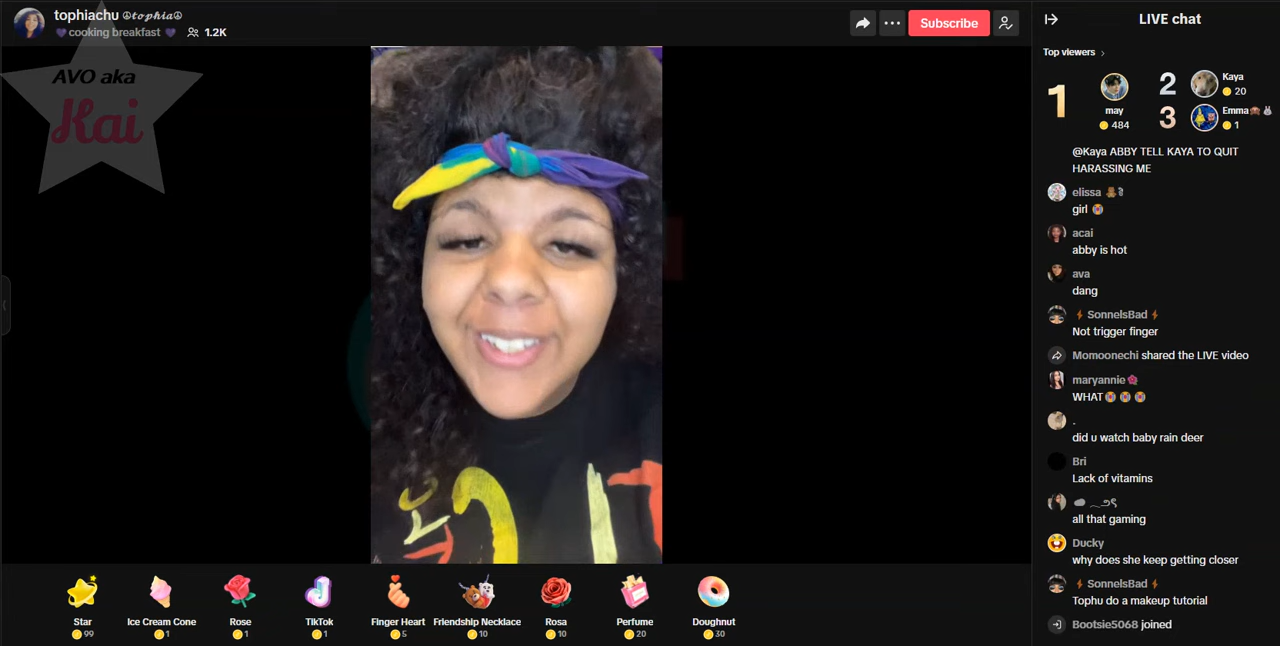 tophiachu ☮𝓽𝓸𝓹𝓱𝓲𝓪☮
💜cooking breakfast 💜 1.2K
Subscribe
AVO aka
Kai
LIVE chat
Top viewers
1
may
484
2
Kaya
20
3
Emma
1
@Kaya ABBY TELL KAYA TO QUIT
HARASSING ME
elissa
girl
acai
abby is hot
ava
dang
⚡SonnelsBad⚡
Not trigger finger
Momoonechi shared the LIVE video
maryannie🌺
WHAT
.
did u watch baby rain deer
Bri
Lack of vitamins
all that gaming
Ducky
why does she keep getting closer
⚡SonnelsBad⚡
Tophu do a makeup tutorial
Bootsie5068 joined
Star
99
Ice Cream Cone
1
Rose
1
TikTok
1
Finger Heart
5
Friendship Necklace
10
Rosa
10
Perfume
20
Doughnut
30